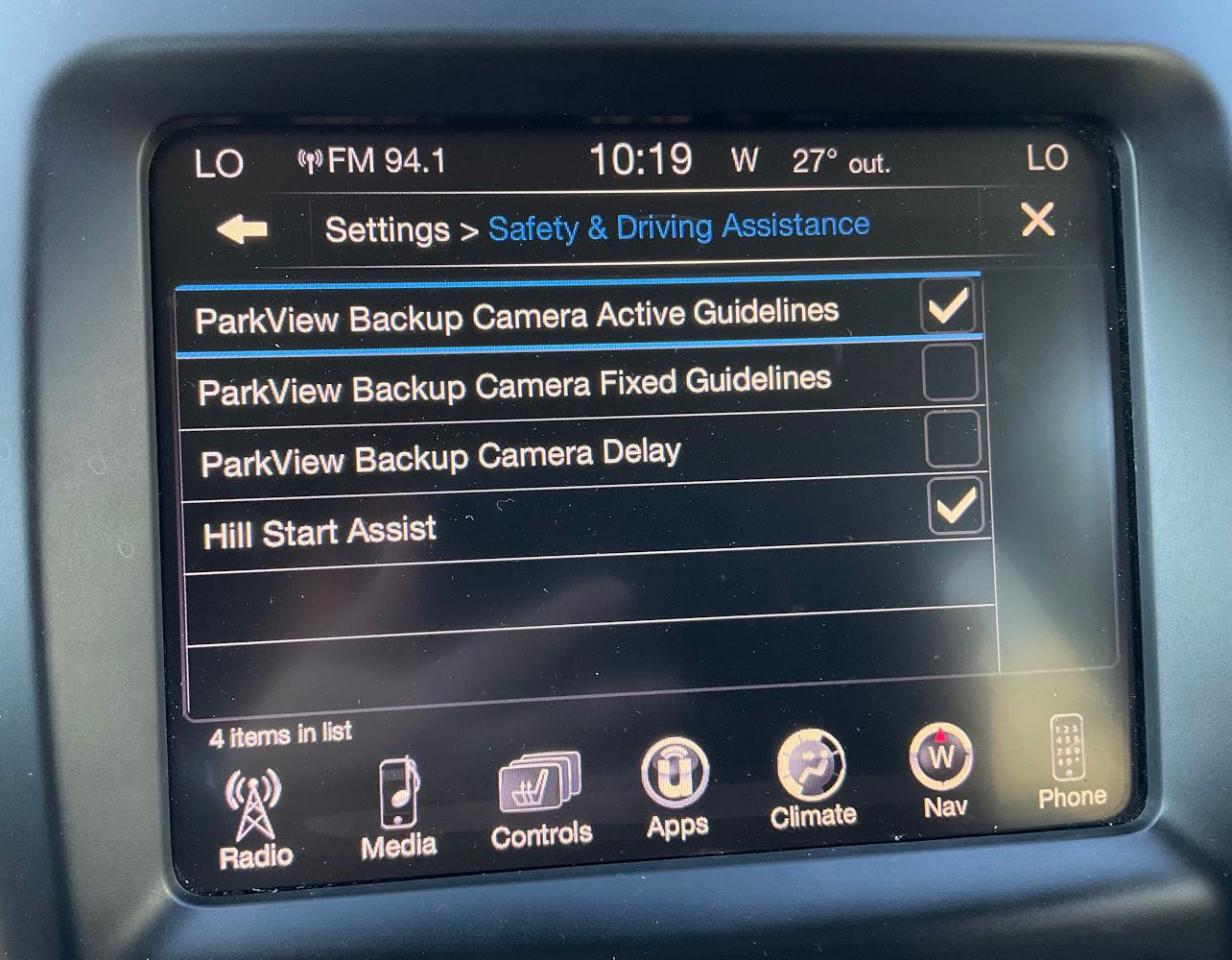 LO FM 94.1 10:19 W 27° out. LO
Settings > Safety & Driving Assistance
ParkView Backup Camera Active Guidelines
ParkView Backup Camera Fixed Guidelines
ParkView Backup Camera Delay
Hill Start Assist
4 items in list
W
Radio Media Controls Apps Climate Nav Phone